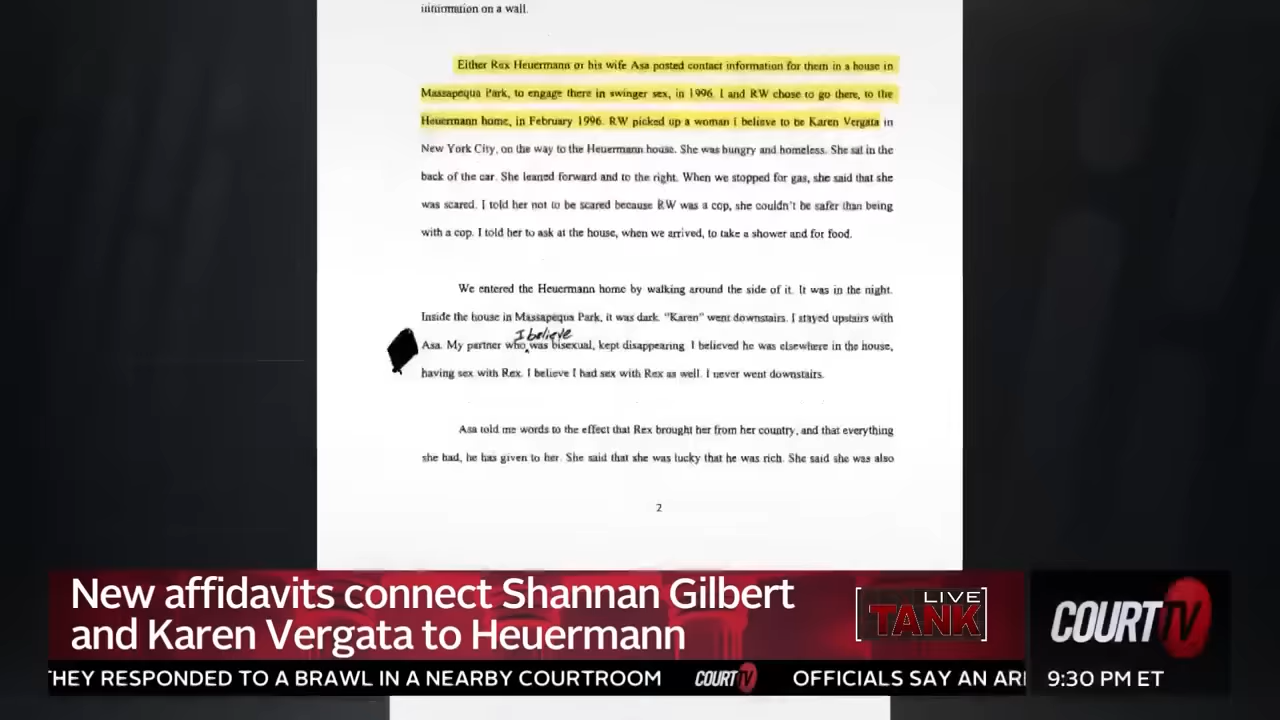 information on a wall.
Either Rex Heuermann or his wife Asa posted contact information for them in a house in
Massapequa Park, to engage there in swinger sex, in 1996. I and RW chose to go there, to the
Heuermann home, in February 1996. RW picked up a woman I believe to be Karen Vergata in
New York City, on the way to the Heuermann house. She was hungry and homeless. She sat in the
back of the car. She leaned forward and to the right. When we stopped for gas, she said that she
was scared. I told her not to be scared because RW was a cop, she couldn't be safer than being
with a cop. I told her to ask at the house, when we arrived, to take a shower and for food.
We entered the Heuermann home by walking around the side of it. It was in the night.
Inside the house in Massapequa Park, it was dark. "Karen" went downstairs. I stayed upstairs with
I believe
Asa. My partner who was bisexual, kept disappearing. I believed he was elsewhere in the house,
having sex with Rex. I believe I had sex with Rex as well. I never went downstairs.
Asa told me words to the effect that Rex brought her from her country, and that everything
she had, he has given to her. She said that she was lucky that he was rich. She said she was also
2
New affidavits connect Shannan Gilbert
and Karen Vergata to Heuermann
LIVE
TANK
COURT TV
THEY RESPONDED TO A BRAWL IN A NEARBY COURTROOM COURT TV OFFICIALS SAY AN ARI
9:30 PM ET